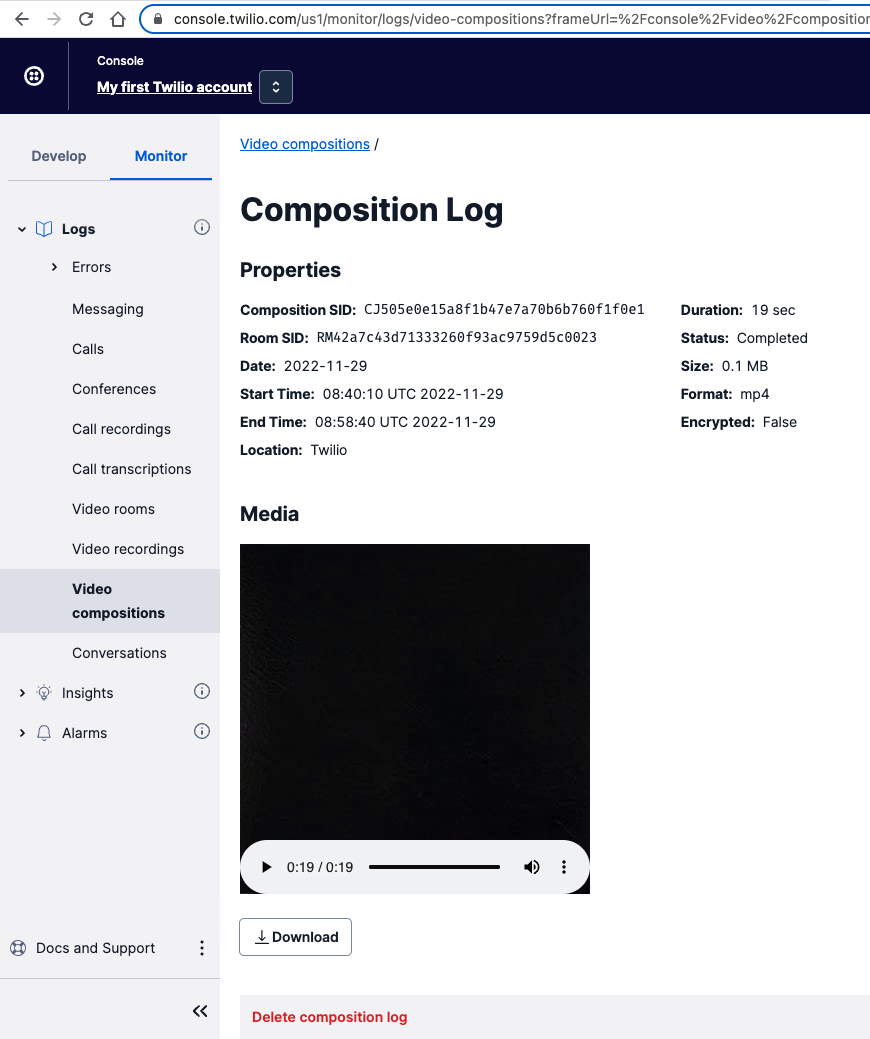 console.twilio.com/us1/monitor/logs/video-compositions?frameUrl=%2Fconsole%2Fvideo%2Fcomposition
Console
My first Twilio account
Develop
Monitor
Logs
Errors
Messaging
Calls
Conferences
Call recordings
Call transcriptions
Video rooms
Video recordings
Video
compositions
Conversations
Insights
Alarms
Docs and Support
Video compositions /
Composition Log
Properties
Composition SID: CJ505e0e15a8f1b47e7a70b6b760f1f0e1
Room SID: RM42a7c43d71333260f93ac9759d5c0023
Date: 2022-11-29
Start Time: 08:40:10 UTC 2022-11-29
End Time: 08:58:40 UTC 2022-11-29
Location: Twilio
Duration: 19 sec
Status: Completed
Size: 0.1 MB
Format: mp4
Encrypted: False
Media
0:19 / 0:19
Download
Delete composition log